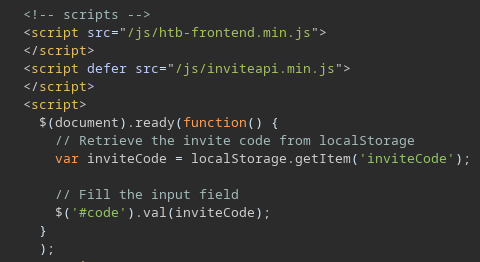 <!-- scripts -->
<script src="/js/htb-frontend.min.js">
</script>
<script defer src="/js/inviteapi.min.js">
</script>
<script>
$(document).ready(function() {
// Retrieve the invite code from localStorage
var inviteCode = localStorage.getItem('inviteCode');
// Fill the input field
$('#code').val(inviteCode);
}
);